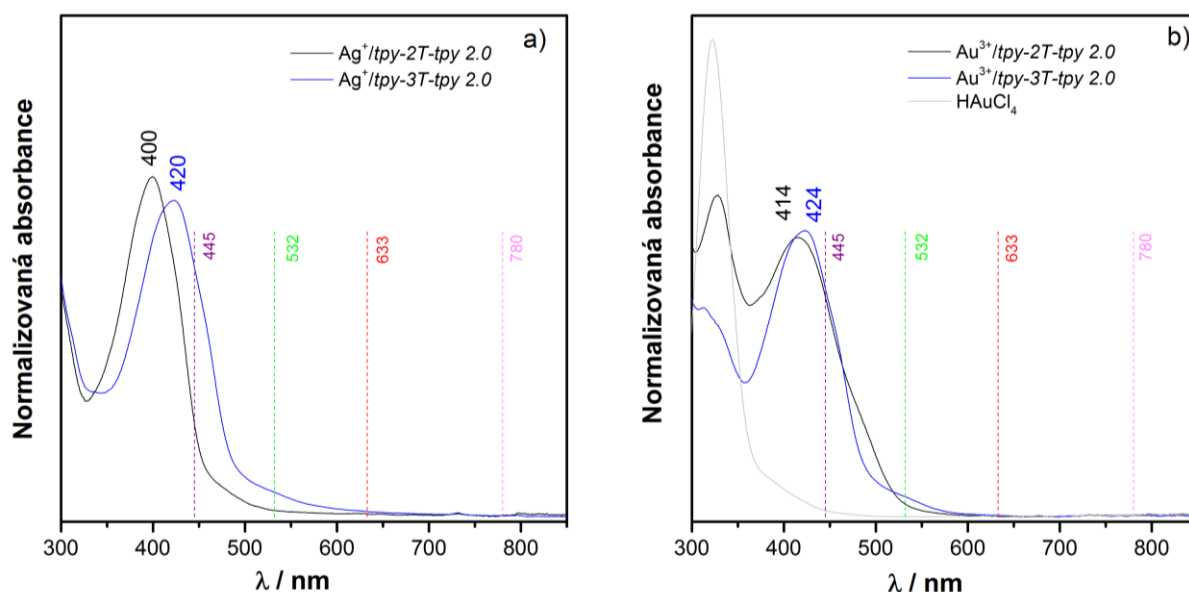 a)
Ag⁺/tpy-2T-tpy 2.0
Ag⁺/tpy-3T-tpy 2.0
400
420
445
532
633
780
Normalizovaná absorbance
300 400 500 600 700 800
λ / nm
b)
Au³⁺/tpy-2T-tpy 2.0
Au³⁺/tpy-3T-tpy 2.0
HAuCl₄
414
424
445
532
633
780
Normalizovaná absorbance
300 400 500 600 700 800
λ / nm